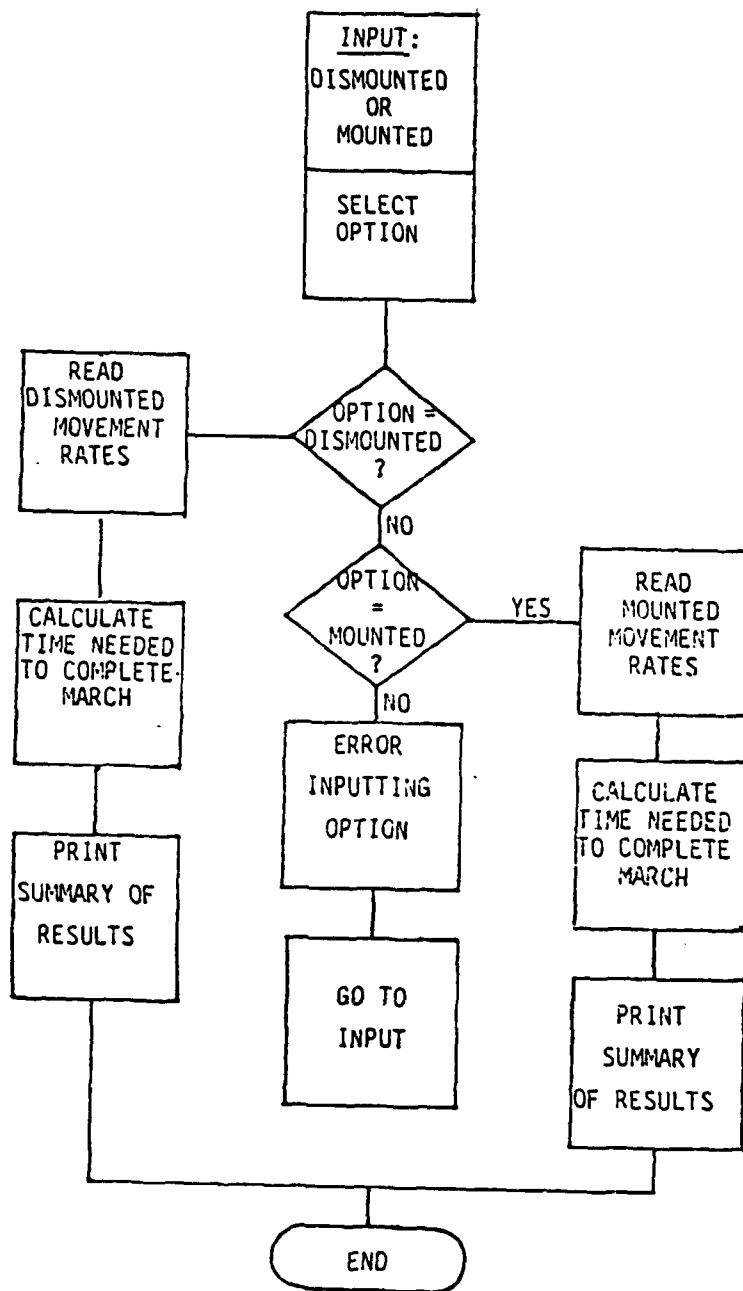 INPUT:
DISMOUNTED
OR
MOUNTED
SELECT
OPTION
OPTION =
DISMOUNTED
?
READ
DISMOUNTED
MOVEMENT
RATES
CALCULATE
TIME NEEDED
TO COMPLETE
MARCH
PRINT
SUMMARY OF
RESULTS
NO
OPTION
=
MOUNTED
?
YES
READ
MOUNTED
MOVEMENT
RATES
CALCULATE
TIME NEEDED
TO COMPLETE
MARCH
PRINT
SUMMARY
OF RESULTS
NO
ERROR
INPUTTING
OPTION
GO TO
INPUT
END